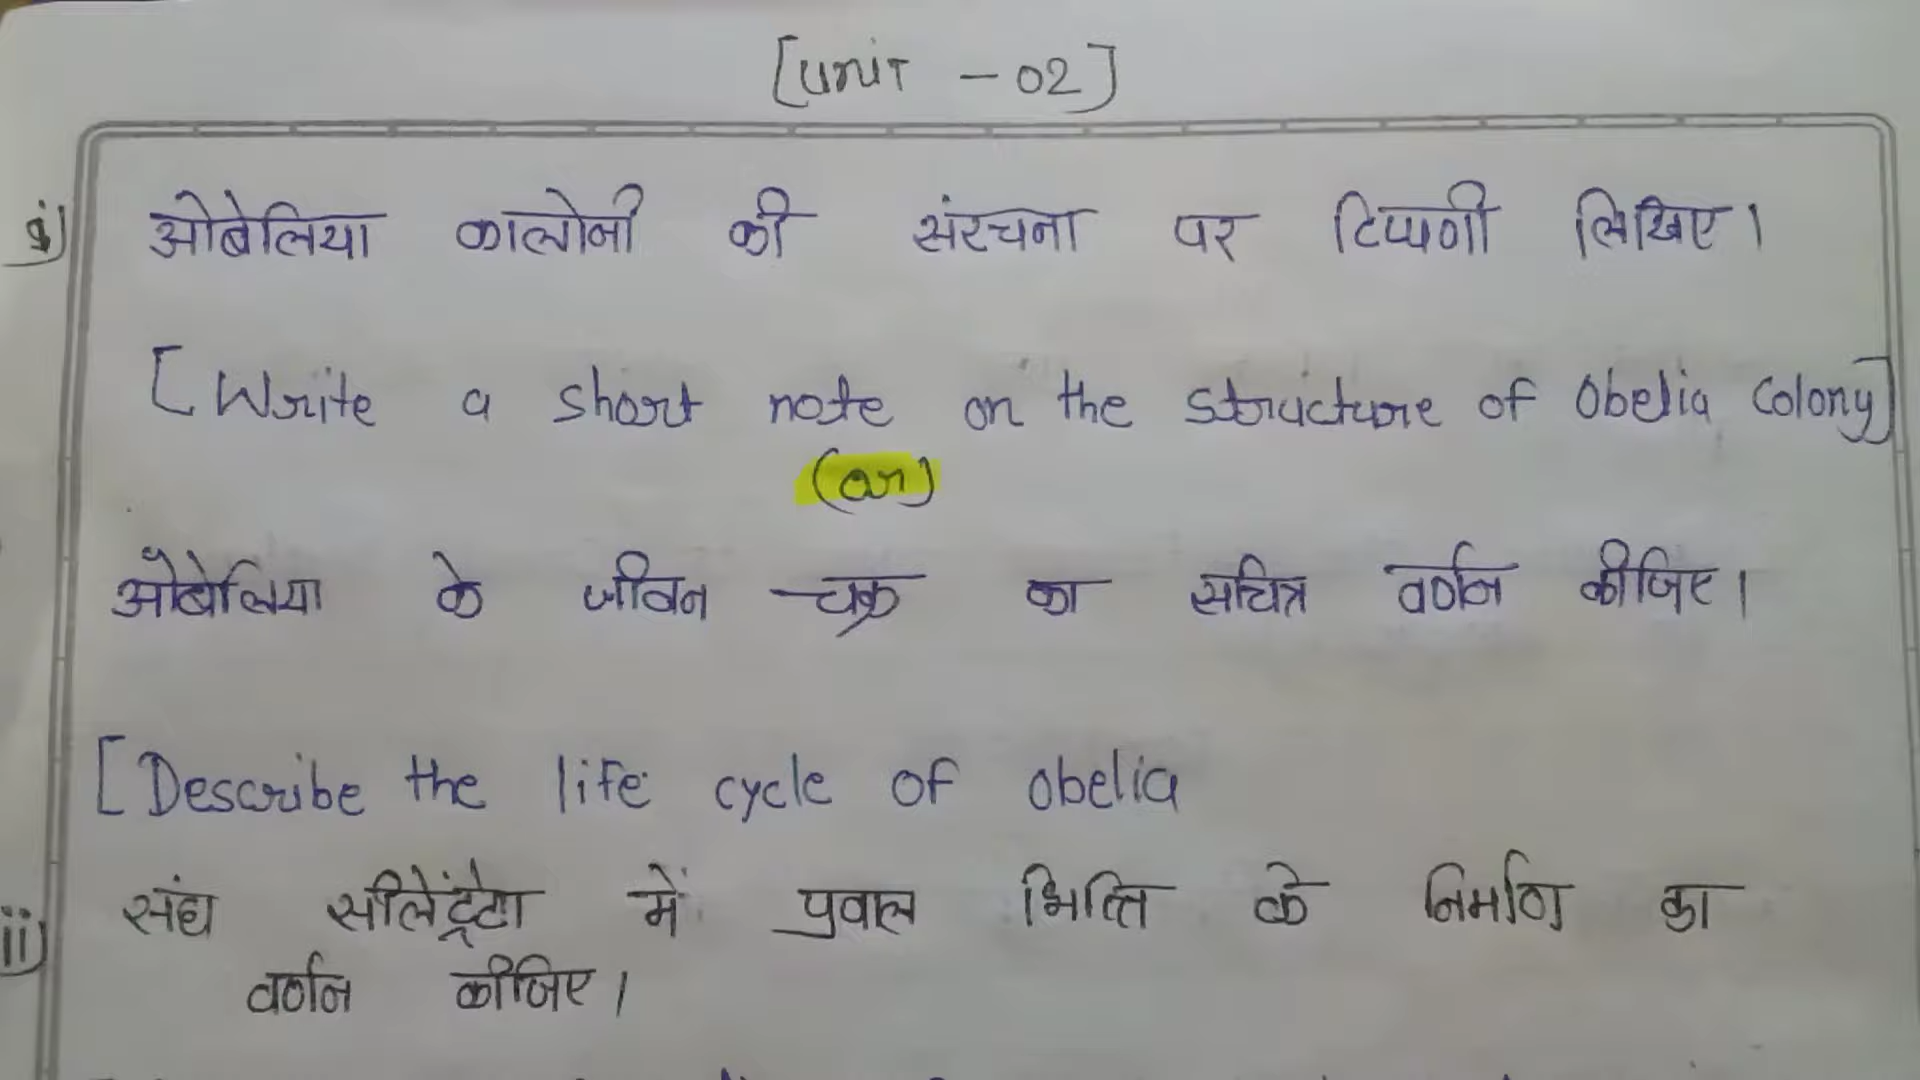 [Unit - 02]
i) ओबेलिया कालोनी की संरचना पर टिप्पणी लिखिए।
[Write a short note on the structure of Obelia Colony]
(or)
ओबेलिया के जीवन चक्र का सचित्र वर्णन कीजिए।
[Describe the life cycle of obelia
ii) संघ सीलेंट्रेटा में प्रवाल भित्ति के निर्माण का
वर्णन कीजिए।